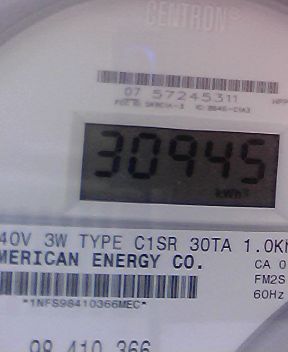 CENTRON®
07 57245311
30945
kWh
40V 3W TYPE C1SR 30TA 1.0K
MERICAN ENERGY CO.
CA 0
FM2S
60Hz
*1NFS98410366MEC*
98 410 366